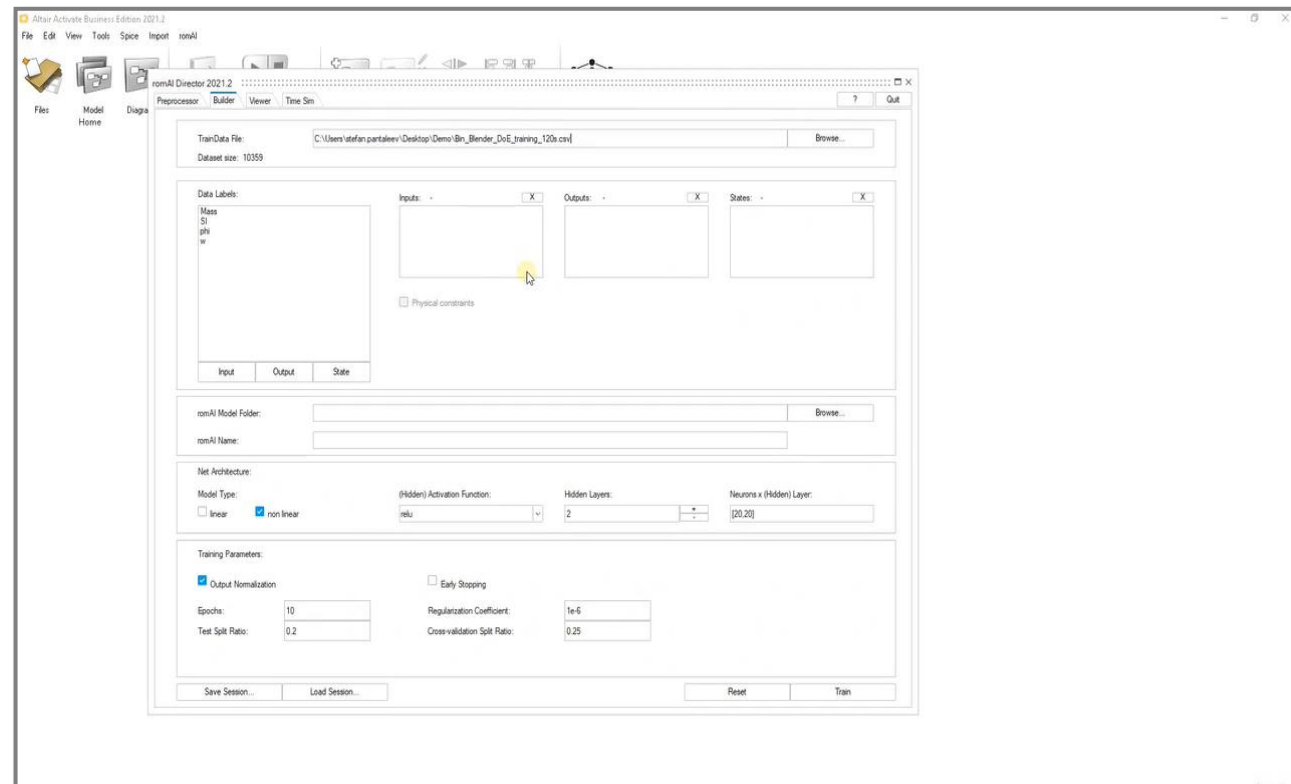 Altair Activate Business Edition 2021.2
File Edit View Tools Spice Import romAI
Files
Model Home
Diagra
romAI Director 2021.2
Preprocessor Builder Viewer Time Sim ? Quit
TrainData File: C:\Users\stefan.pantaleev\Desktop\Demo\Bin_Blender_DoE_training_120s.csv Browse...
Dataset size: 10359
Data Labels: Inputs: - X Outputs: - X States: - X
Mass
SI
phi
w
Physical constraints
Input Output State
romAI Model Folder: Browse...
romAI Name:
Net Architecture:
Model Type: (Hidden) Activation Function: Hidden Layers: Neurons x (Hidden) Layer:
linear non linear relu 2 + - [20,20]
Training Parameters:
Output Normalization Early Stopping
Epochs: 10 Regularization Coefficient: 1e-6
Test Split Ratio: 0.2 Cross-validation Split Ratio: 0.25
Save Session... Load Session... Reset Train